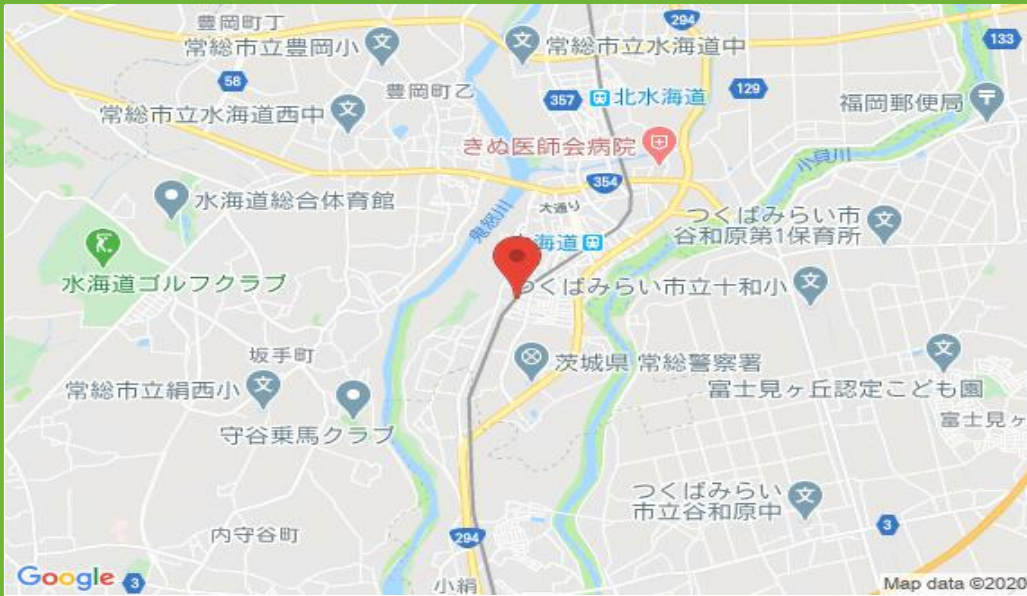 豊岡町丁
294
常総市立豊岡小
常総市立水海道中
133
58
豊岡町乙
357
北水海道
129
福岡郵便局
常総市立水海道西中
きぬ医師会病院
小貝川
354
水海道総合体育館
大通り
つくばみらい市
谷和原第1保育所
鬼怒川
海道
水海道ゴルフクラブ
つくばみらい市立十和小
坂手町
茨城県 常総警察署
常総市立絹西小
富士見ヶ丘認定こども園
守谷乗馬クラブ
富士見ヶ
つくばみらい
市立谷和原中
内守谷町
3
294
Google
3
小絹
Map data ©2020